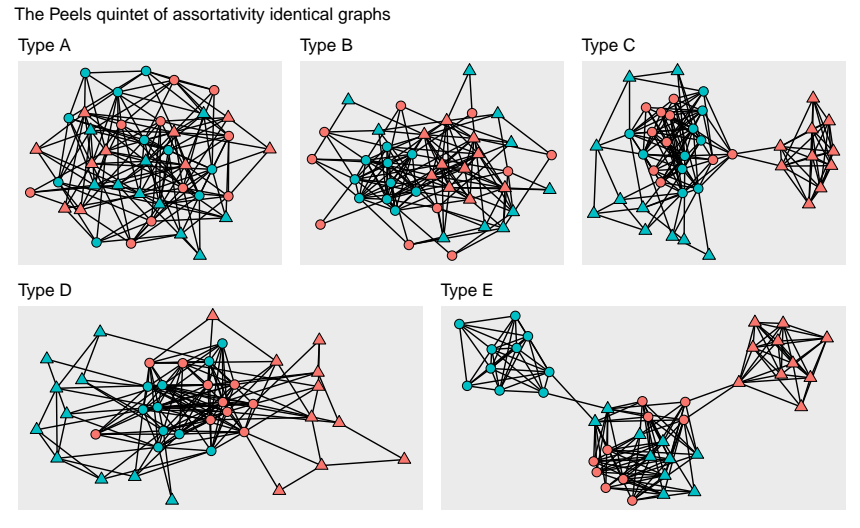 The Peels quintet of assortativity identical graphs
Type A
Type B
Type C
Type D
Type E